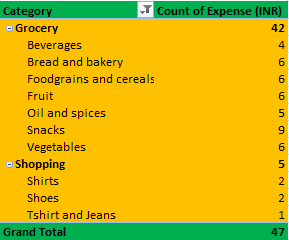 Category Count of Expense (INR)
Grocery 42
Beverages 4
Bread and bakery 6
Foodgrains and cereals 6
Fruit 6
Oil and spices 5
Snacks 9
Vegetables 6
Shopping 5
Shirts 2
Shoes 2
Tshirt and Jeans 1
Grand Total 47